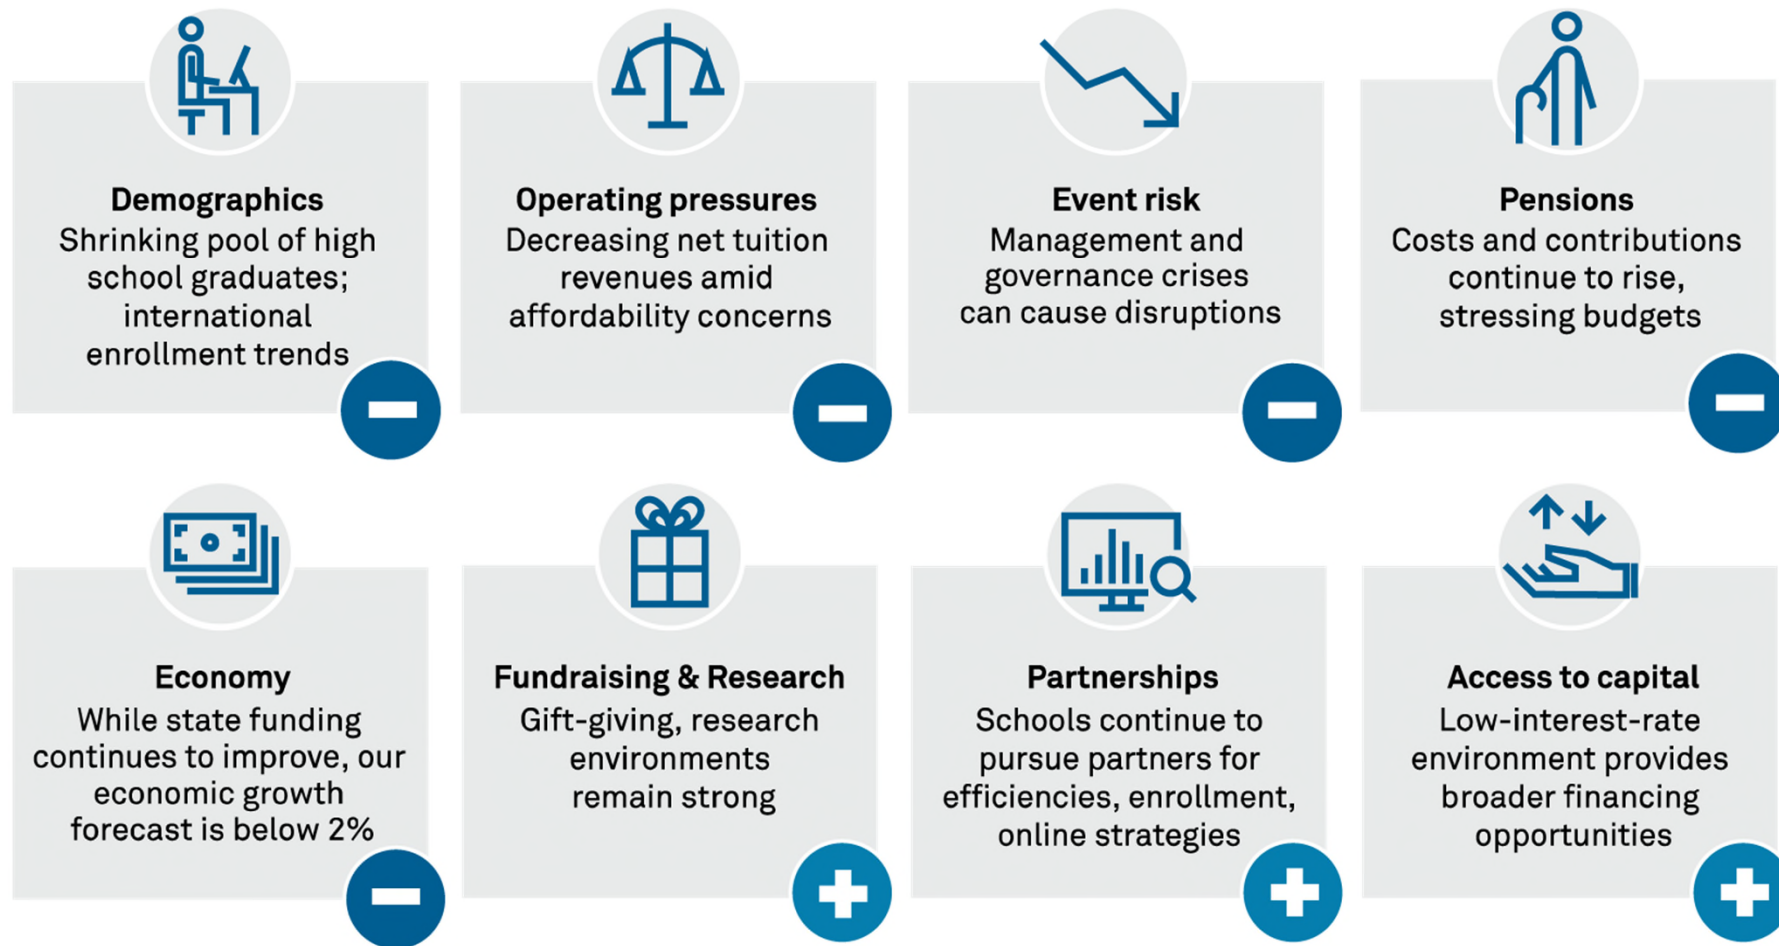 Demographics
Shrinking pool of high
school graduates;
international
enrollment trends
Operating pressures
Decreasing net tuition
revenues amid
affordability concerns
Event risk
Management and
governance crises
can cause disruptions
Pensions
Costs and contributions
continue to rise,
stressing budgets
Economy
While state funding
continues to improve, our
economic growth
forecast is below 2%
Fundraising & Research
Gift-giving, research
environments
remain strong
Partnerships
Schools continue to
pursue partners for
efficiencies, enrollment,
online strategies
Access to capital
Low-interest-rate
environment provides
broader financing
opportunities